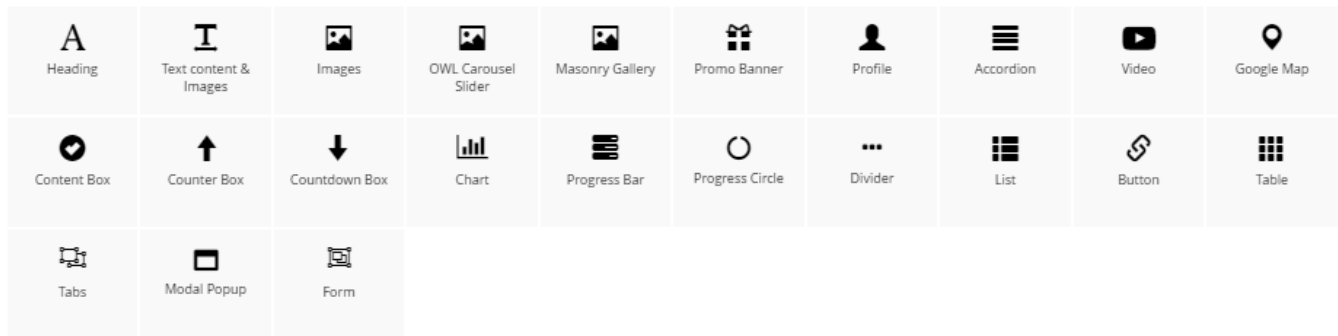 Heading
Text content &
Images
Images
OWL Carousel
Slider
Masonry Gallery
Promo Banner
Profile
Accordion
Video
Google Map
Content Box
Counter Box
Countdown Box
Chart
Progress Bar
Progress Circle
Divider
List
Button
Table
Tabs
Modal Popup
Form